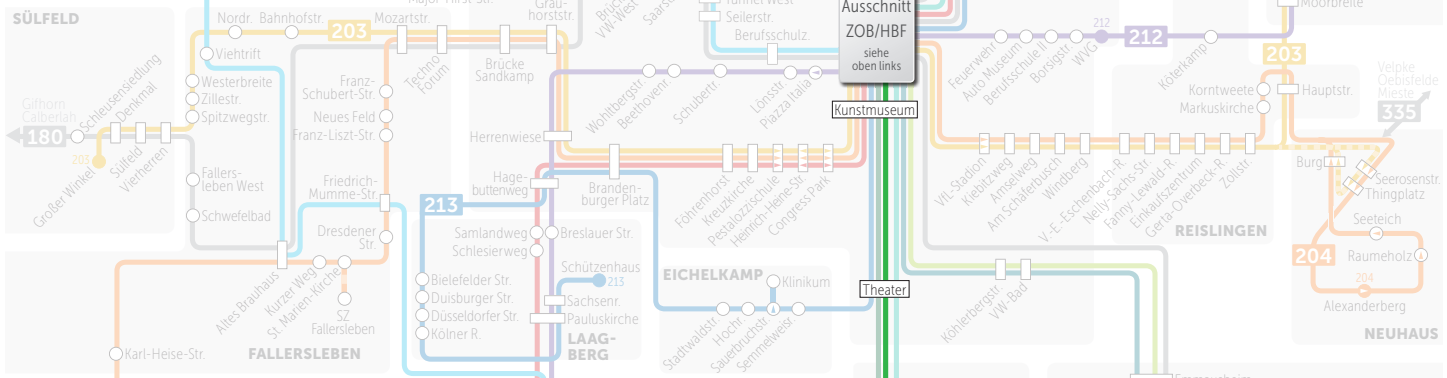 SÜLFELD
Nordr.
Bahnhofstr.
203
Mozartstr.
Major-Hirst-Str.
Grau-
horststr.
Brück
VW-West
Saarstr
Tunnel West
Seilerstr.
Berufsschulz.
Ausschnitt
ZOB/HBF
siehe
oben links
Feuerwehr
Auto Museum
Berufsschule II
Borsigstr.
WVG
212
212
Köterkamp
Moorbreite
203
Velpke
Oebisfelde
Mieste
335
Viehtrift
Westerbreite
Zillestr.
Spitzwegstr.
Gifhorn
Calberlah
180
Schleusensiedlung
Denkmal
203
Großer Winkel
Sülfeld
Vierherren
Franz-
Schubert-Str.
Neues Feld
Franz-Liszt-Str.
Techno
Forum
Brücke
Sandkamp
Wohltbergstr.
Beethovenr.
Schubertr.
Lönsstr.
Piazza Italia
Kunstmuseum
Korntweete
Markuskirche
Hauptstr.
Herrenwiese
Hage-
buttenweg
Branden-
burger Platz
Föhrenhorst
Kreuzkirche
Pestalozzischule
Heinrich-Heine-Str.
Congress Park
VfL-Stadion
Kiebitzweg
Amselweg
Am Schäferbusch
Windberg
V.-E.-Eschenbach-R.
Nelly-Sachs-Str.
Fanny-Lewald-R.
Einkaufszentrum
Gerta-Overbeck-R.
Zollstr.
Burg
Seerosenstr.
Thingplatz
Fallers-
leben West
Schwefelbad
Friedrich-
Mumme-Str.
Dresdener
Str.
213
Samlandweg
Schlesierweg
Breslauer Str.
Schützenhaus
213
REISLINGEN
Seeteich
Raumeholz
204
204
Alexanderberg
NEUHAUS
Altes Brauhaus
Kurzer Weg
St. Marien-Kirche
SZ
Fallersleben
FALLERSLEBEN
Karl-Heise-Str.
Bielefelder Str.
Duisburger Str.
Düsseldorfer Str.
Kölner R.
Sachsenr.
Pauluskirche
LAAG-
BERG
EICHELKAMP
Klinikum
Stadtwaldstr.
Hochr.
Sauerbruchstr.
Semmelweisr.
Theater
Köhlerbergstr.
VW-Bad